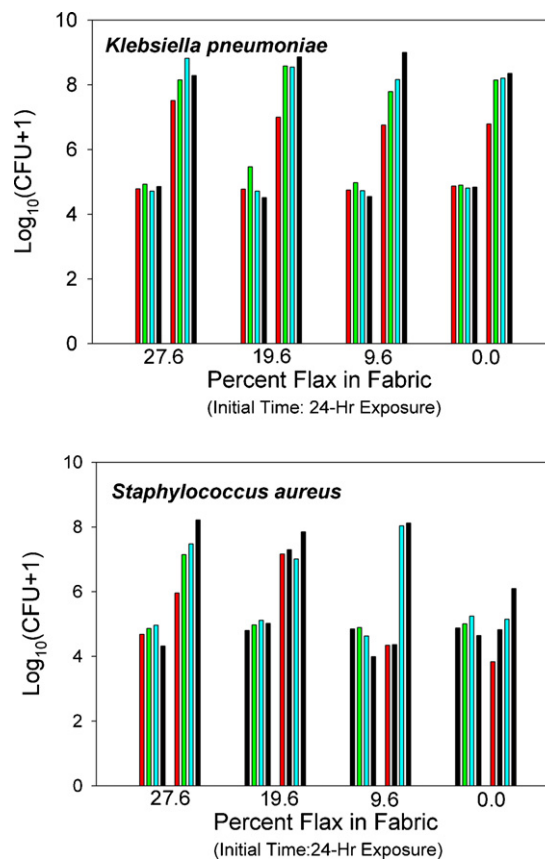 Klebsiella pneumoniae
10
8
6
4
2
0
Log10(CFU+1)
27.6 19.6 9.6 0.0
Percent Flax in Fabric
(Initial Time: 24-Hr Exposure)
Staphylococcus aureus
10
8
6
4
2
0
Log10(CFU+1)
27.6 19.6 9.6 0.0
Percent Flax in Fabric
(Initial Time:24-Hr Exposure)